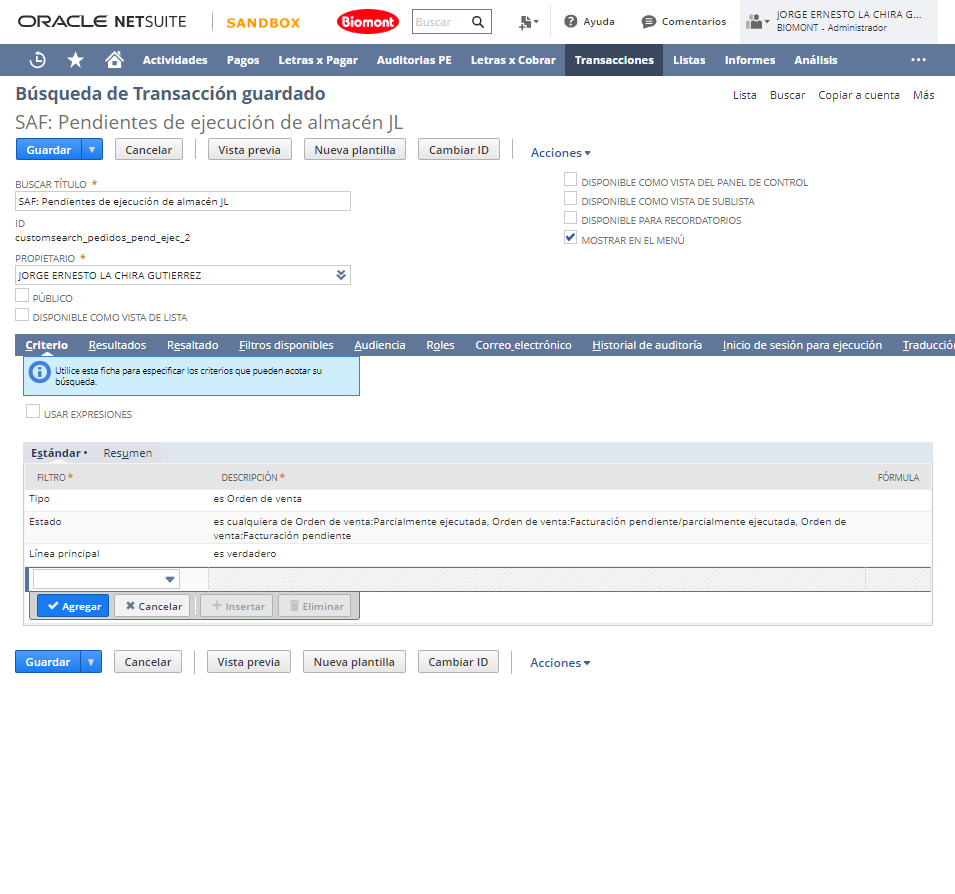 ORACLE NETSUITE
SANDBOX
Biomont
Buscar
Ayuda
Comentarios
JORGE ERNESTO LA CHIRA G...
BIOMONT - Administrador
Actividades Pagos Letras x Pagar Auditorias PE Letras x Cobrar Transacciones Listas Informes Análisis ...
Búsqueda de Transacción guardado
Lista Buscar Copiar a cuenta Más
SAF: Pendientes de ejecución de almacén JL
Guardar Cancelar Vista previa Nueva plantilla Cambiar ID Acciones
BUSCAR TÍTULO *
SAF: Pendientes de ejecución de almacén JL
ID
customsearch_pedidos_pend_ejec_2
PROPIETARIO *
JORGE ERNESTO LA CHIRA GUTIERREZ
PÚBLICO
DISPONIBLE COMO VISTA DE LISTA
DISPONIBLE COMO VISTA DEL PANEL DE CONTROL
DISPONIBLE COMO VISTA DE SUBLISTA
DISPONIBLE PARA RECORDATORIOS
MOSTRAR EN EL MENÚ
Criterio Resultados Resaltado Filtros disponibles Audiencia Roles Correo electrónico Historial de auditoría Inicio de sesión para ejecución Traducción
Utilice esta ficha para especificar los criterios que pueden acotar su
búsqueda.
USAR EXPRESIONES
Estándar • Resumen
FILTRO * DESCRIPCIÓN * FÓRMULA
Tipo es Orden de venta
Estado es cualquiera de Orden de venta:Parcialmente ejecutada, Orden de venta:Facturación pendiente/parcialmente ejecutada, Orden de
venta:Facturación pendiente
Línea principal es verdadero
Agregar Cancelar Insertar Eliminar
Guardar Cancelar Vista previa Nueva plantilla Cambiar ID Acciones